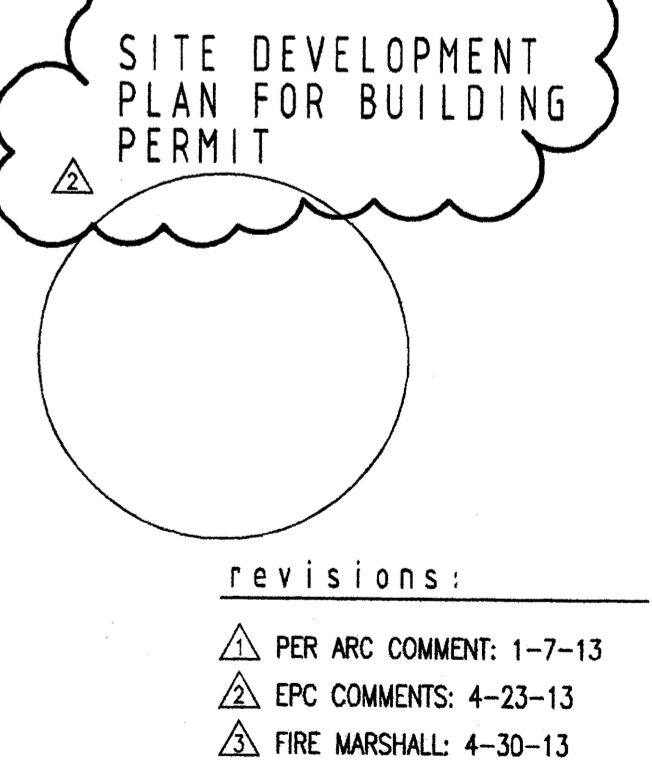 SITE DEVELOPMENT
PLAN FOR BUILDING
PERMIT
2
revisions:
1 PER ARC COMMENT: 1-7-13
2 EPC COMMENTS: 4-23-13
3 FIRE MARSHALL: 4-30-13